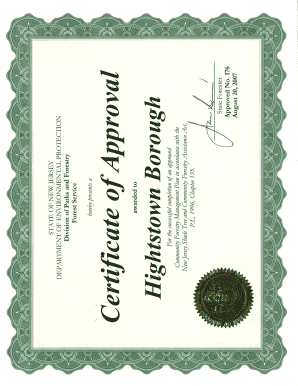 STATE OF NEW JERSEY
DEPARTMENT OF ENVIRONMENTAL PROTECTION
Division of Parks and Forestry
Forest Service
hereby presents a
Certificate of Approval
awarded to
Hightstown Borough
For the successful completion of an approved
Community Forestry Management Plan in accordance with the
New Jersey Shade Tree and Community Forestry Assistance Act,
P.L. 1996, Chapter 135.
State Forester
Approved No. 176
August 20, 2007